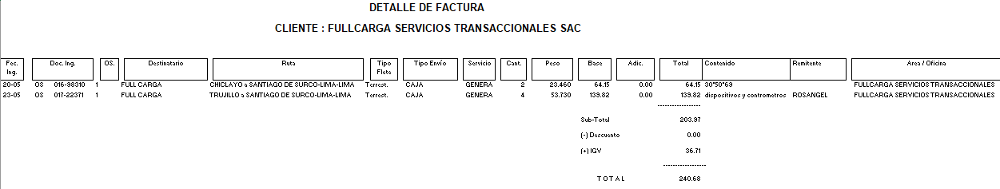 DETALLE DE FACTURA
CLIENTE : FULLCARGA SERVICIOS TRANSACCIONALES SAC
Fec. Ing. Doc. Ing. OS. Destinatario Ruta Tipo Flete Tipo Envío Servicio Cant. Peso Base Adic. Total Contenido Remitente Area / Oficina
20-05 OS 016-98310 1 FULL CARGA CHICLAYO a SANTIAGO DE SURCO-LIMA-LIMA Terrest. CAJA GENERA 2 23.460 64.15 0.00 64.15 30*50*69 FULLCARGA SERVICIOS TRANSACCIONALES
23-05 OS 017-22371 1 FULL CARGA TRUJILLO a SANTIAGO DE SURCO-LIMA-LIMA Terrest. CAJA GENERA 4 53.730 139.82 0.00 139.82 dispositivos y contrometros ROSANGEL FULLCARGA SERVICIOS TRANSACCIONALES
Sub-Total 203.97
(-) Descuento 0.00
(+) IGV 36.71
T O T A L 240.68